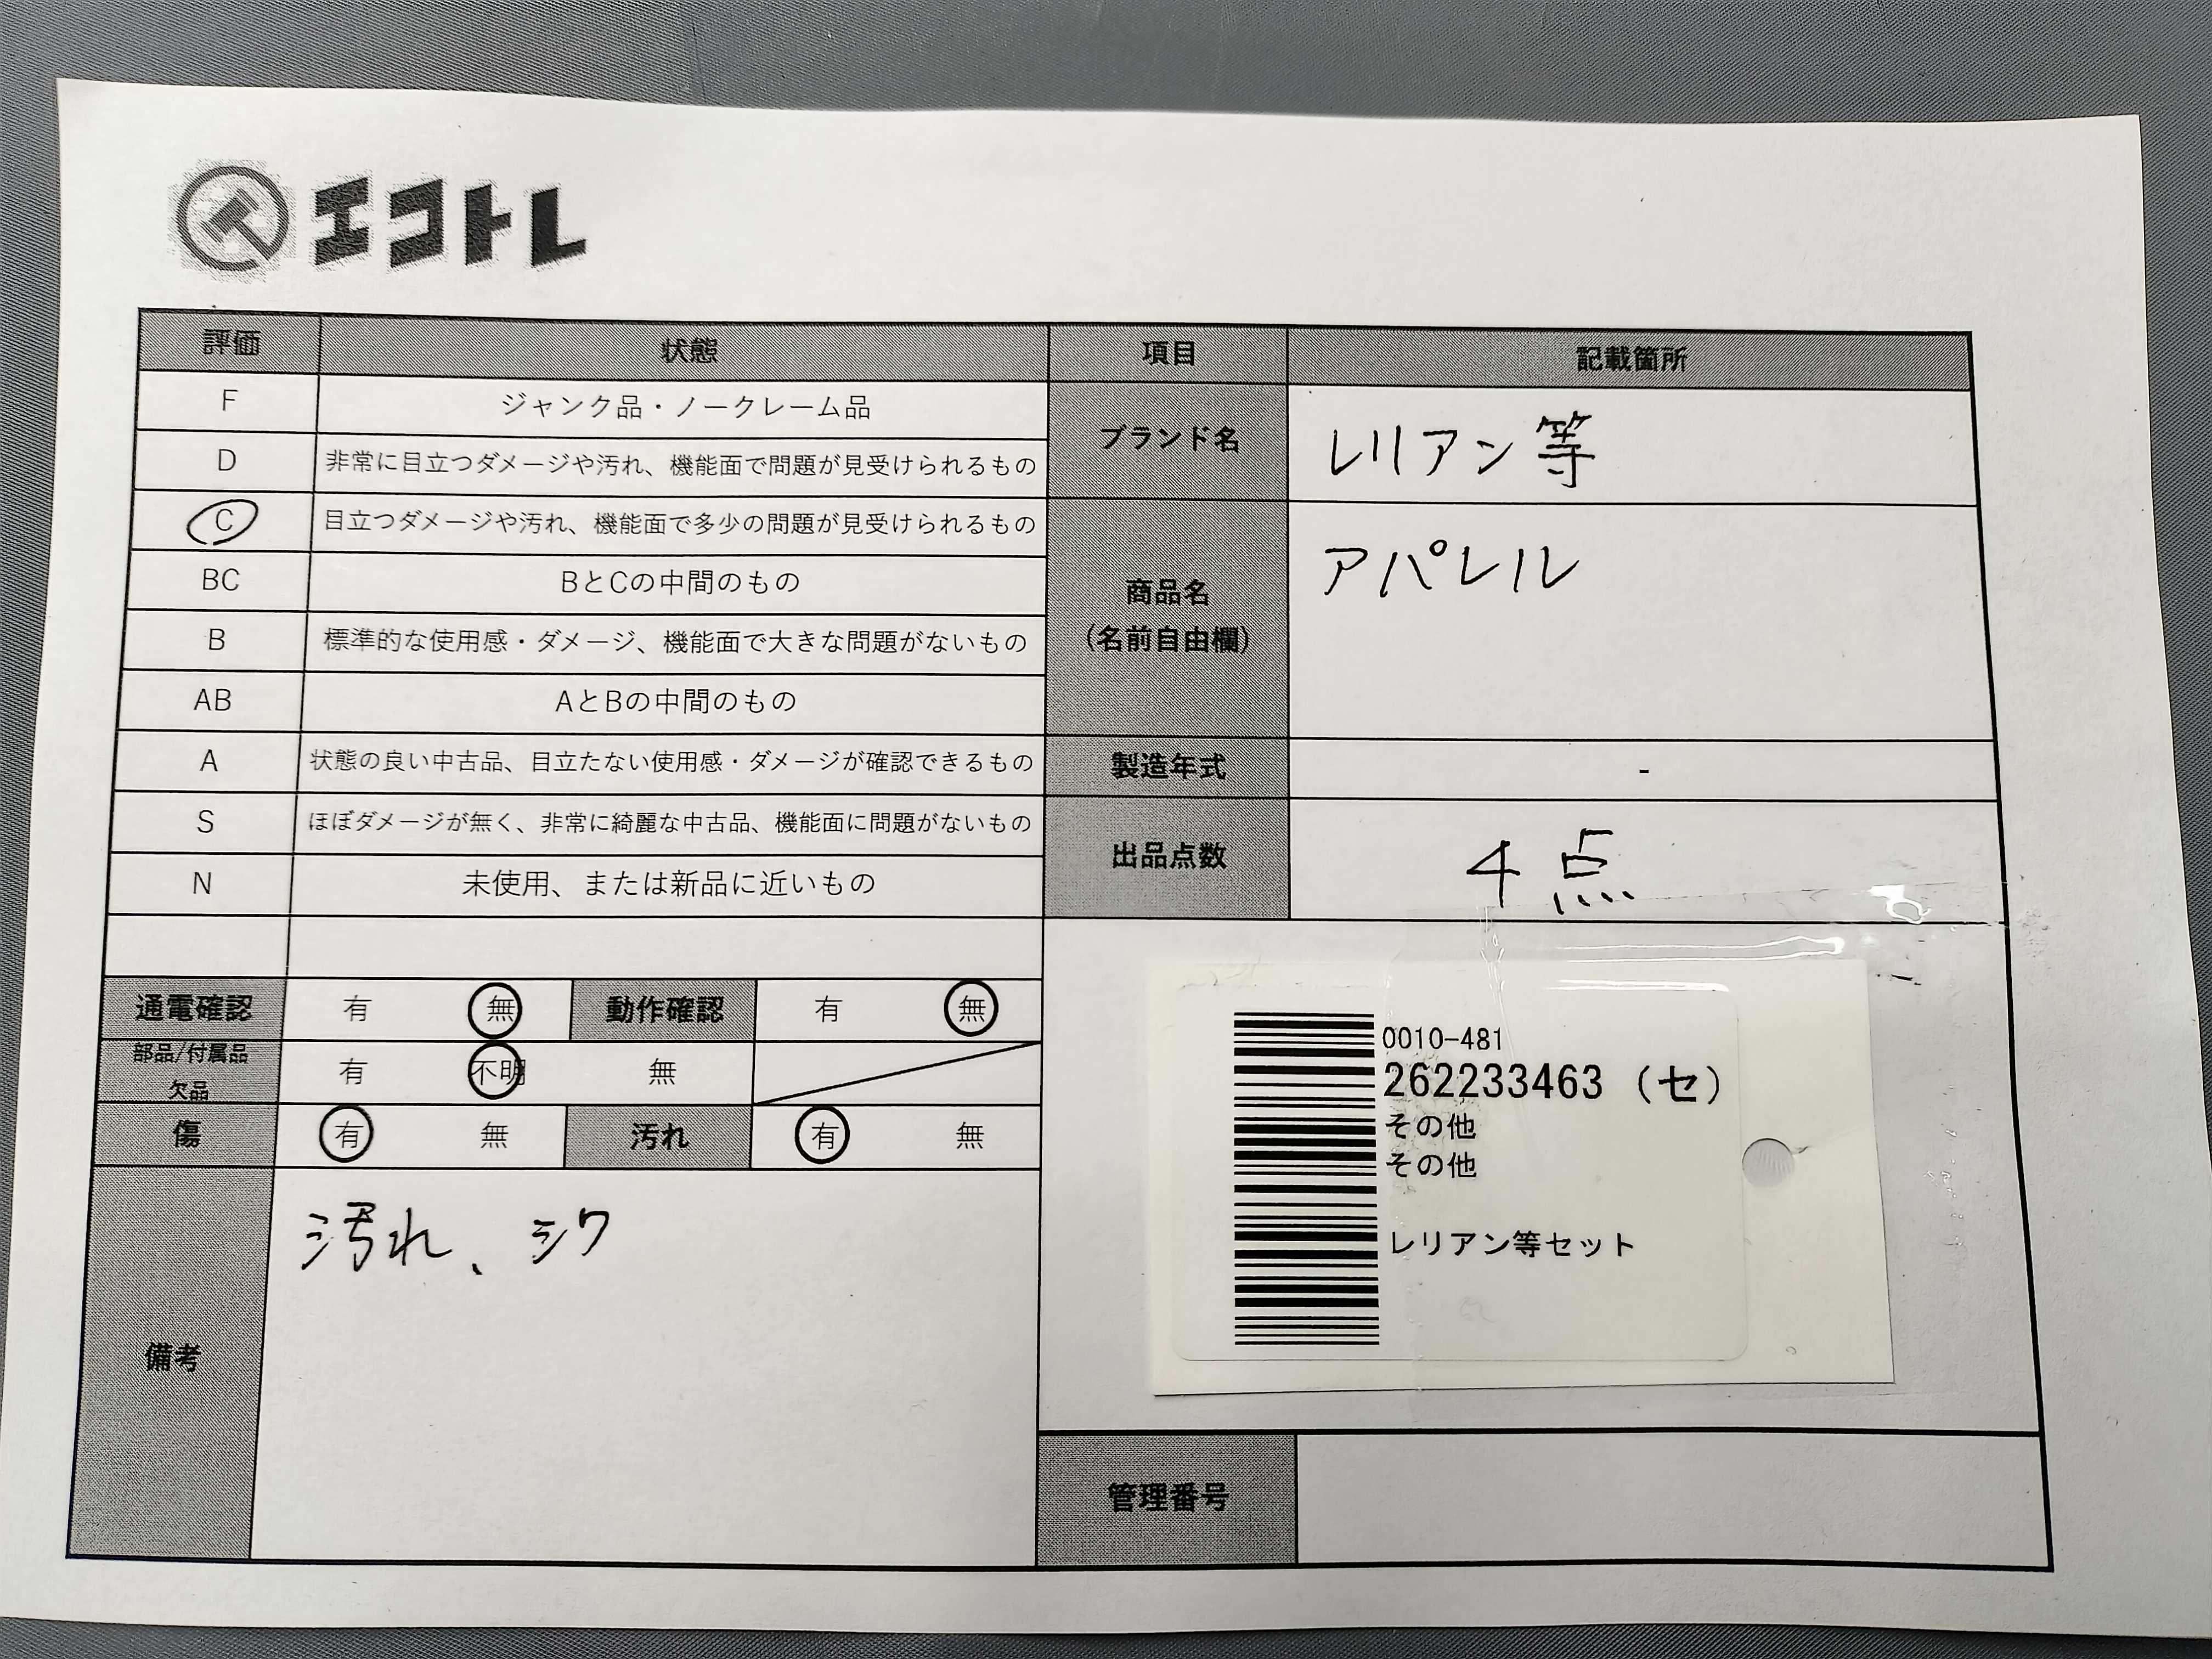 エコトレ
評価 状態 項目 記載箇所
F ジャンク品・ノークレーム品
D 非常に目立つダメージや汚れ、機能面で問題が見受けられるもの
ブランド名 レリアン等
C 目立つダメージや汚れ、機能面で多少の問題が見受けられるもの
BC BとCの中間のもの
商品名
(名前自由欄)
アパレル
B 標準的な使用感・ダメージ、機能面で大きな問題がないもの
AB AとBの中間のもの
A 状態の良い中古品、目立たない使用感・ダメージが確認できるもの
製造年式 -
S ほぼダメージが無く、非常に綺麗な中古品、機能面に問題がないもの
出品点数 4点
N 未使用、または新品に近いもの
通電確認 有 無 動作確認 有 無
部品/付属品
欠品
有 不明 無
傷 有 無 汚れ 有 無
備考
汚れ、シワ
0010-481
262233463 (セ)
その他
その他
レリアン等セット
管理番号